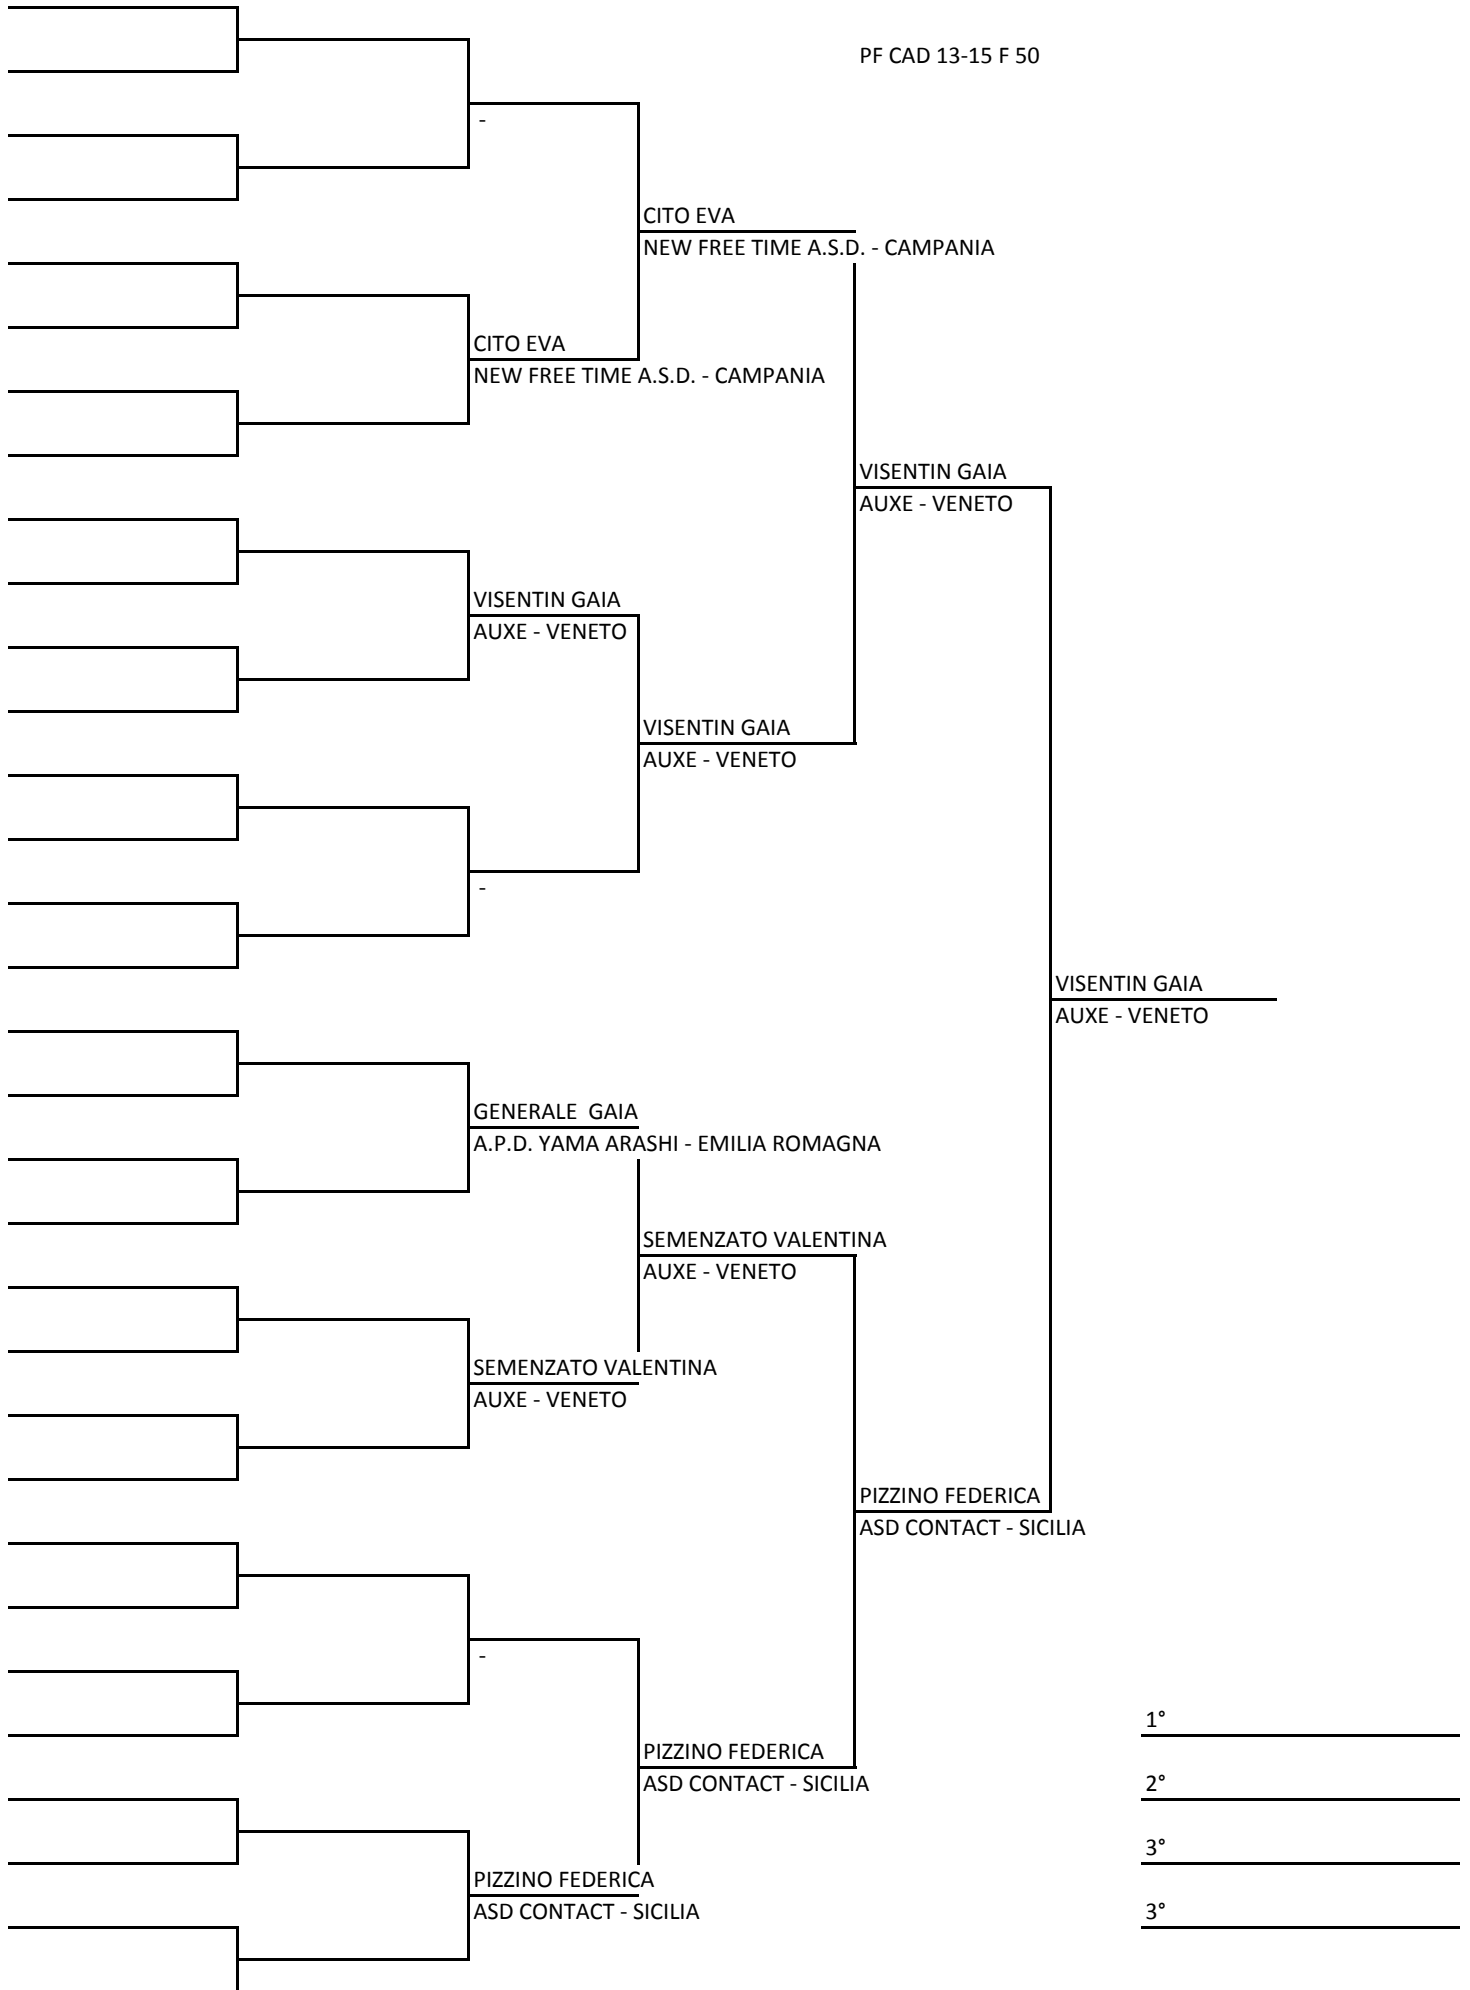 PF CAD 13-15 F 50
-
CITO EVA
NEW FREE TIME A.S.D. - CAMPANIA
CITO EVA
NEW FREE TIME A.S.D. - CAMPANIA
VISENTIN GAIA
AUXE - VENETO
VISENTIN GAIA
AUXE - VENETO
VISENTIN GAIA
AUXE - VENETO
-
VISENTIN GAIA
AUXE - VENETO
GENERALE  GAIA
A.P.D. YAMA ARASHI - EMILIA ROMAGNA
SEMENZATO VALENTINA
AUXE - VENETO
SEMENZATO VALENTINA
AUXE - VENETO
PIZZINO FEDERICA
ASD CONTACT - SICILIA
-
1°
PIZZINO FEDERICA
ASD CONTACT - SICILIA
2°
3°
PIZZINO FEDERICA
ASD CONTACT - SICILIA
3°